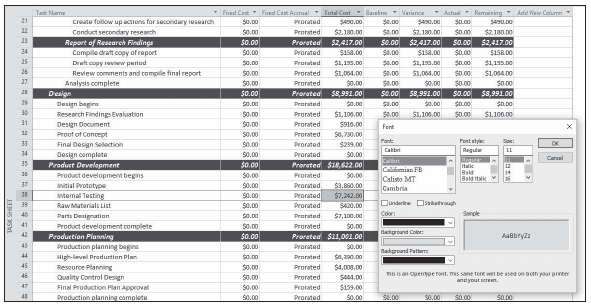 Task Name Fixed Cost Fixed Cost Accrual Total Cost Baseline Variance Actual Remaining Add New Column
21 Create follow up actions for secondary research $0.00 Prorated $490.00 $0.00 $490.00 $0.00 $490.00
22 Conduct secondary research $0.00 Prorated $2,180.00 $0.00 $2,180.00 $0.00 $2,180.00
23 Report of Research Findings $0.00 Prorated $2,417.00 $0.00 $2,417.00 $0.00 $2,417.00
24 Compile draft copy of report $0.00 Prorated $158.00 $0.00 $158.00 $0.00 $158.00
25 Draft copy review period $0.00 Prorated $1,195.00 $0.00 $1,195.00 $0.00 $1,195.00
26 Review comments and compile final report $0.00 Prorated $1,064.00 $0.00 $1,064.00 $0.00 $1,064.00
27 Analysis complete $0.00 Prorated $0.00 $0.00 $0.00 $0.00 $0.00
28 Design $0.00 Prorated $8,991.00 $0.00 $8,991.00 $0.00 $8,991.00
29 Design begins $0.00 Prorated $0.00 $0.00 $0.00 $0.00 $0.00
30 Research Findings Evaluation $0.00 Prorated $1,106.00 $0.00 $1,106.00 $0.00 $1,106.00
31 Design Document $0.00 Prorated $916.00
32 Proof of Concept $0.00 Prorated $6,730.00
33 Final Design Selection $0.00 Prorated $239.00
34 Design complete $0.00 Prorated $0.00
35 Product Development $0.00 Prorated $18,622.00
36 Product development begins $0.00 Prorated $0.00
37 Initial Prototype $0.00 Prorated $3,860.00
38 Internal Testing $0.00 Prorated $7,242.00
39 Raw Materials List $0.00 Prorated $420.00
40 Parts Designation $0.00 Prorated $7,100.00
41 Product development complete $0.00 Prorated $0.00
42 Production Planning $0.00 Prorated $11,001.00
43 Production planning begins $0.00 Prorated $0.00
44 High-level Production Plan $0.00 Prorated $6,390.00
45 Resource Planning $0.00 Prorated $4,008.00
46 Quality Control Design $0.00 Prorated $444.00
47 Final Production Plan Approval $0.00 Prorated $159.00
48 Production planning complete $0.00 Prorated $0.00 $0.00 $0.00 $0.00 $0.00
TASK SHEET
Font
Font: Font style: Size:
Calibri Regular 11 OK
Calibri Regular 11 Cancel
Californian FB Italic 12
Calisto MT Bold 14
Cambria Bold Italic 16
Underline Strikethrough
Color: Sample
Background Color:
AaBbYyZz
Background Pattern:
This is an OpenType font. This same font will be used on both your printer
and your screen.